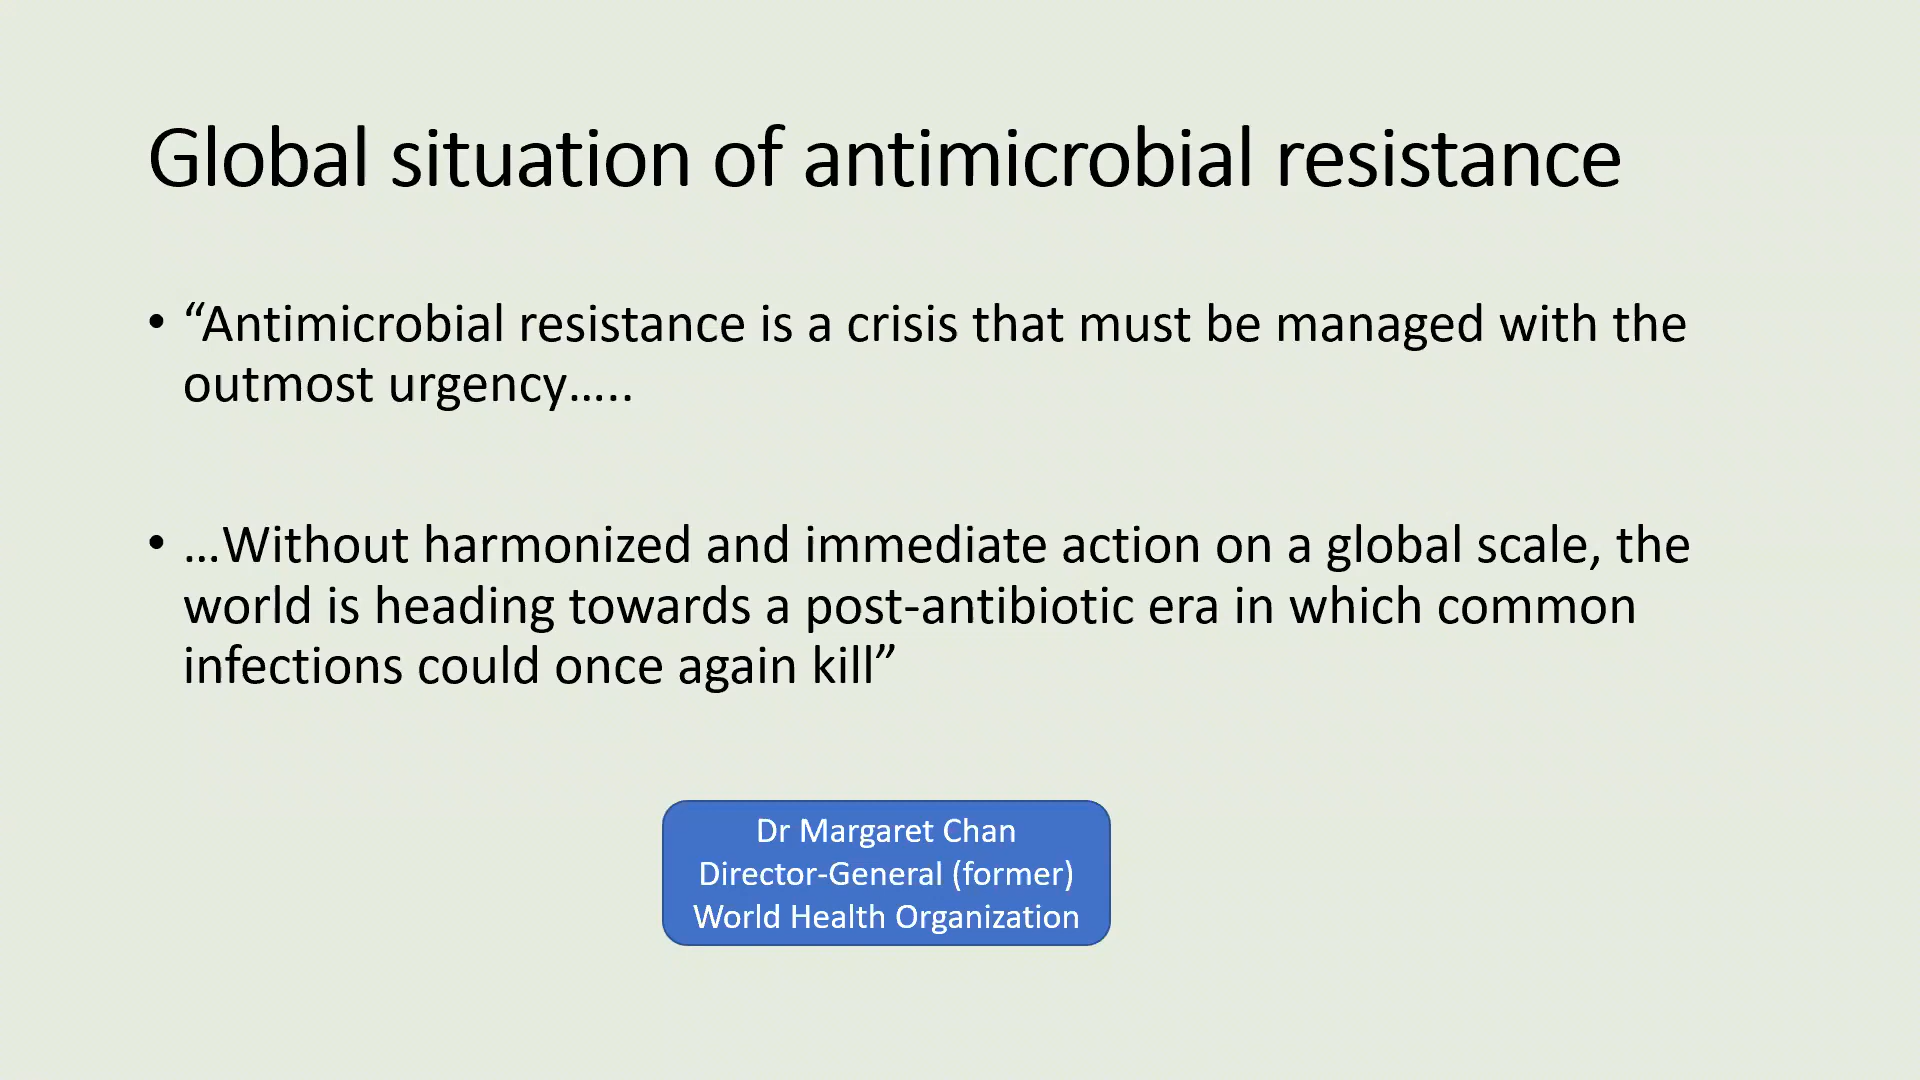 Global situation of antimicrobial resistance
• “Antimicrobial resistance is a crisis that must be managed with the
outmost urgency…..
• …Without harmonized and immediate action on a global scale, the
world is heading towards a post-antibiotic era in which common
infections could once again kill”
Dr Margaret Chan
Director-General (former)
World Health Organization